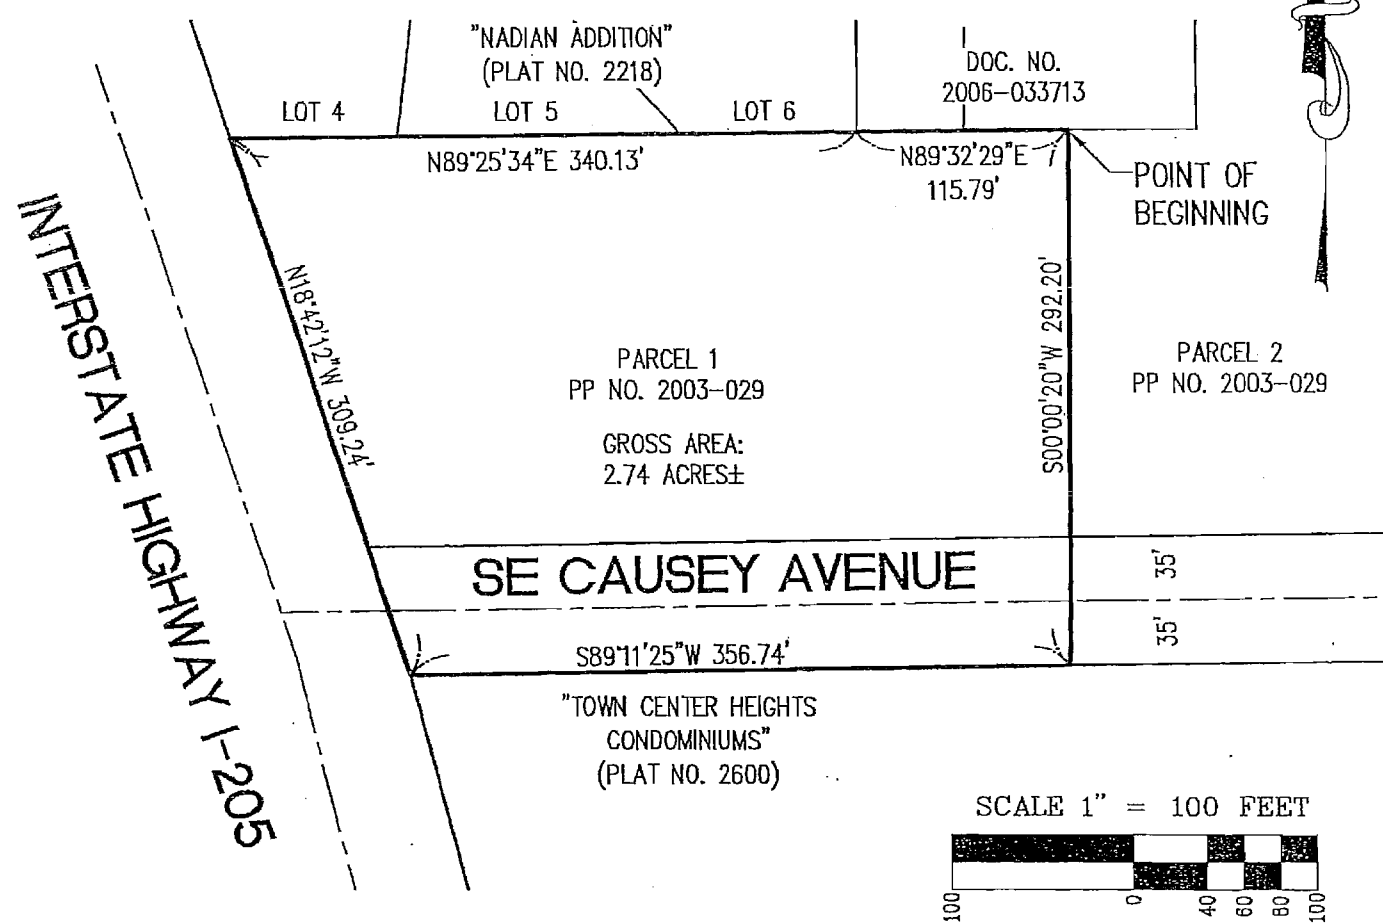 "NADIAN ADDITION"
(PLAT NO. 2218)
DOC. NO.
2006-033713
LOT 4
LOT 5
LOT 6
N89°25'34"E 340.13'
N89°32'29"E
115.79'
POINT OF
BEGINNING
INTERSTATE HIGHWAY I-205
N18°42'12"W 309.24'
S00°00'20"W 292.20'
PARCEL 1
PP NO. 2003-029
GROSS AREA:
2.74 ACRES±
PARCEL 2
PP NO. 2003-029
SE CAUSEY AVENUE
35'
35'
S89°11'25"W 356.74'
"TOWN CENTER HEIGHTS
CONDOMINIUMS"
(PLAT NO. 2600)
SCALE 1" = 100 FEET
100 0 40 60 80 100